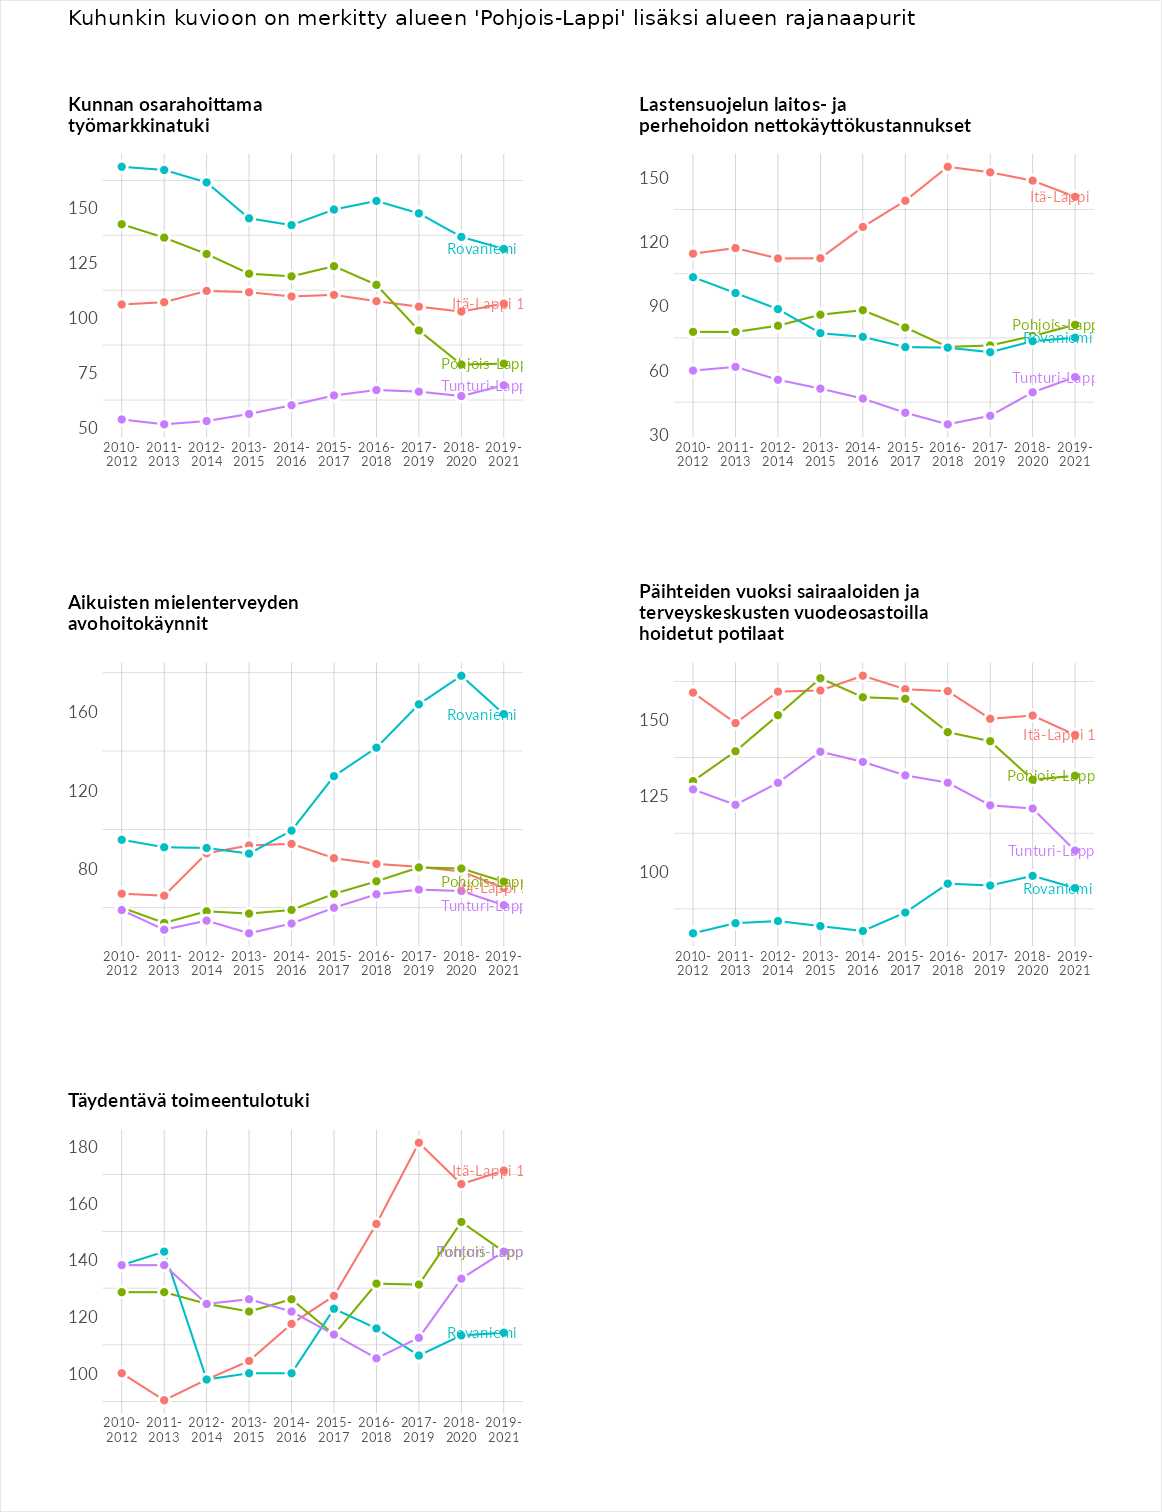 Kuhunkin kuvioon on merkitty alueen 'Pohjois-Lappi' lisäksi alueen rajanaapurit
Kunnan osarahoittama
työmarkkinatuki
150
125
100
75
50
Rovaniemi
Itä-Lappi 1
Pohjois-Lapp
Tunturi-Lapp
2010- 2011- 2012- 2013- 2014- 2015- 2016- 2017- 2018- 2019-
2012 2013 2014 2015 2016 2017 2018 2019 2020 2021
Lastensuojelun laitos- ja
perhehoidon nettokäyttökustannukset
150
120
90
60
30
Itä-Lappi
Pohjois-Lapp
Rovaniemi
Tunturi-Lapp
2010- 2011- 2012- 2013- 2014- 2015- 2016- 2017- 2018- 2019-
2012 2013 2014 2015 2016 2017 2018 2019 2020 2021
Aikuisten mielenterveyden
avohoitokäynnit
160
120
80
Rovaniemi
Pohjois-Lapp
Itä-Lappi
Tunturi-Lapp
2010- 2011- 2012- 2013- 2014- 2015- 2016- 2017- 2018- 2019-
2012 2013 2014 2015 2016 2017 2018 2019 2020 2021
Päihteiden vuoksi sairaaloiden ja
terveyskeskusten vuodeosastoilla
hoidetut potilaat
150
125
100
Itä-Lappi 1
Pohjois-Lapp
Tunturi-Lapp
Rovaniemi
2010- 2011- 2012- 2013- 2014- 2015- 2016- 2017- 2018- 2019-
2012 2013 2014 2015 2016 2017 2018 2019 2020 2021
Täydentävä toimeentulotuki
180
160
140
120
100
Itä-Lappi 1
Pohjois-Lapp
Tunturi-Lapp
Rovaniemi
2010- 2011- 2012- 2013- 2014- 2015- 2016- 2017- 2018- 2019-
2012 2013 2014 2015 2016 2017 2018 2019 2020 2021